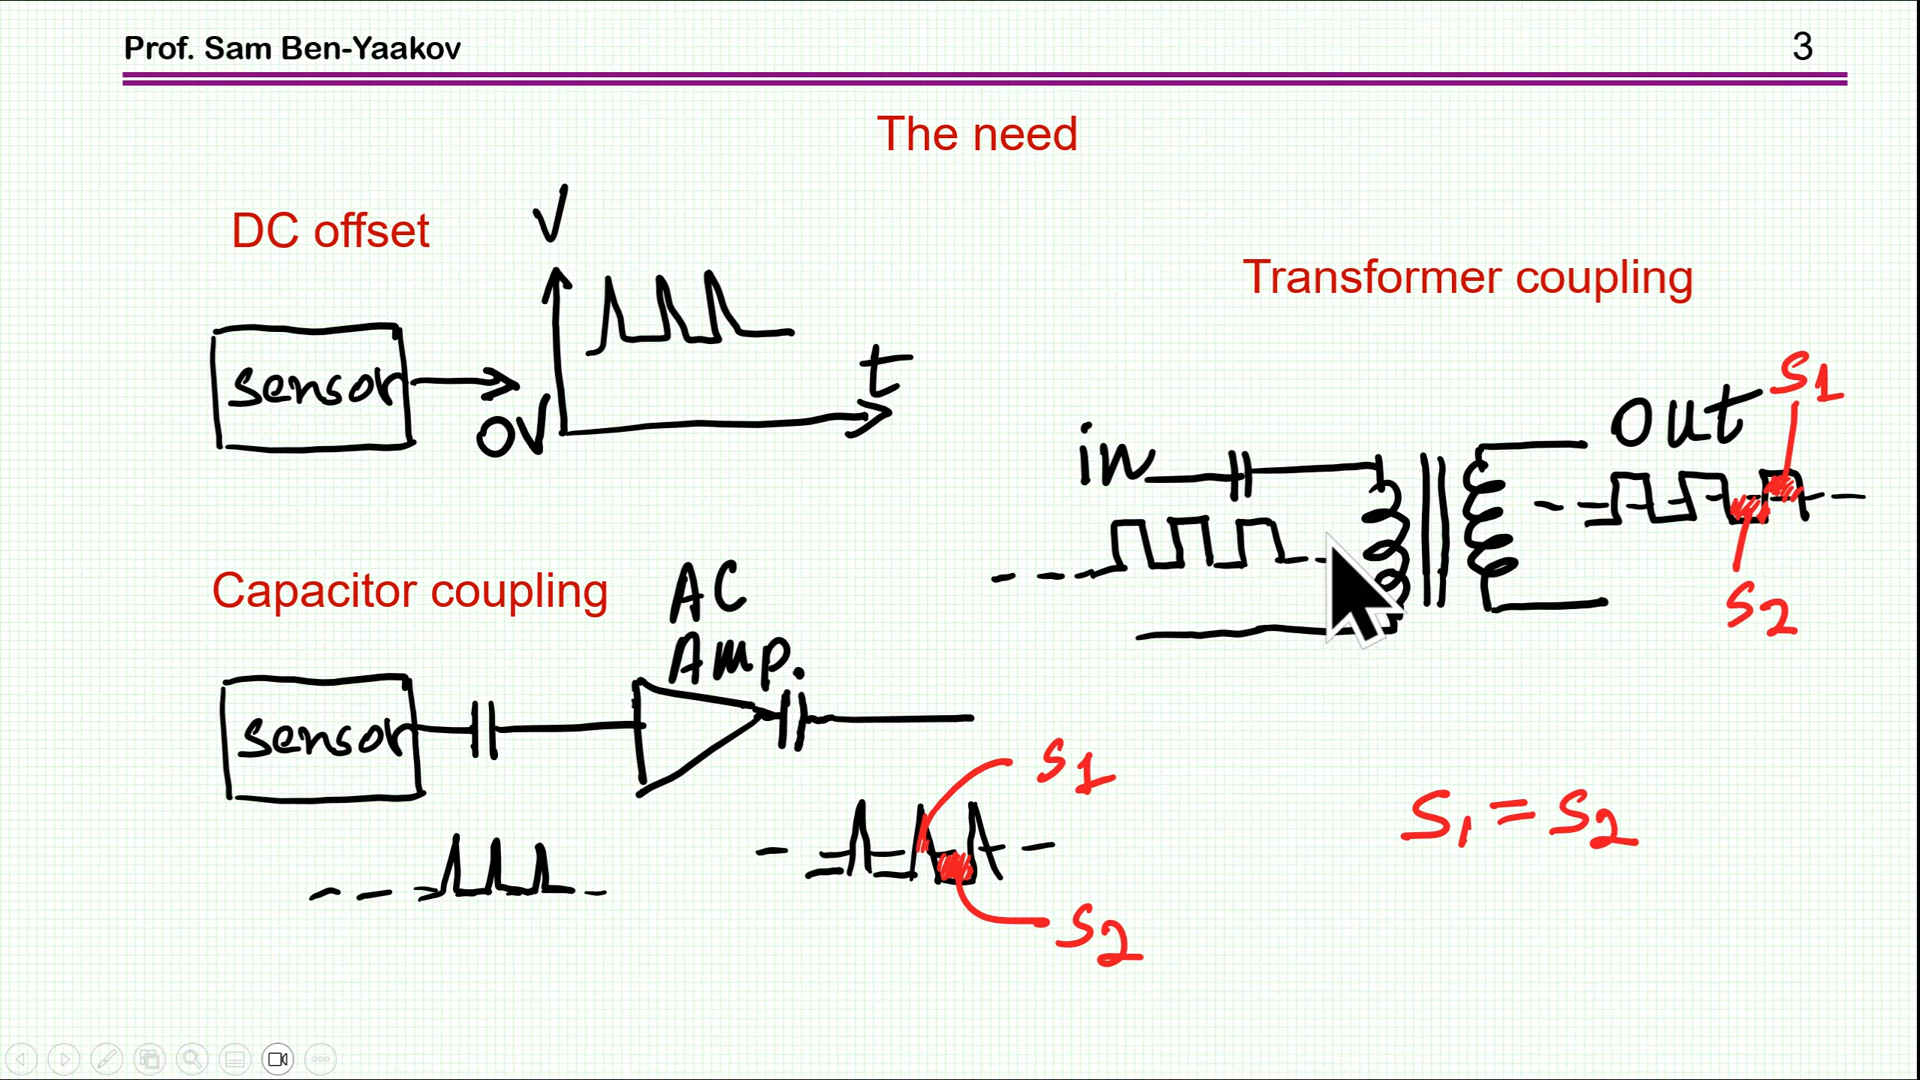 Prof. Sam Ben-Yaakov
3
The need
DC offset
V
sensor
0V
t
Transformer coupling
in
out
S1
S2
Capacitor coupling
AC
Amp.
sensor
S1
S2
S1 = S2